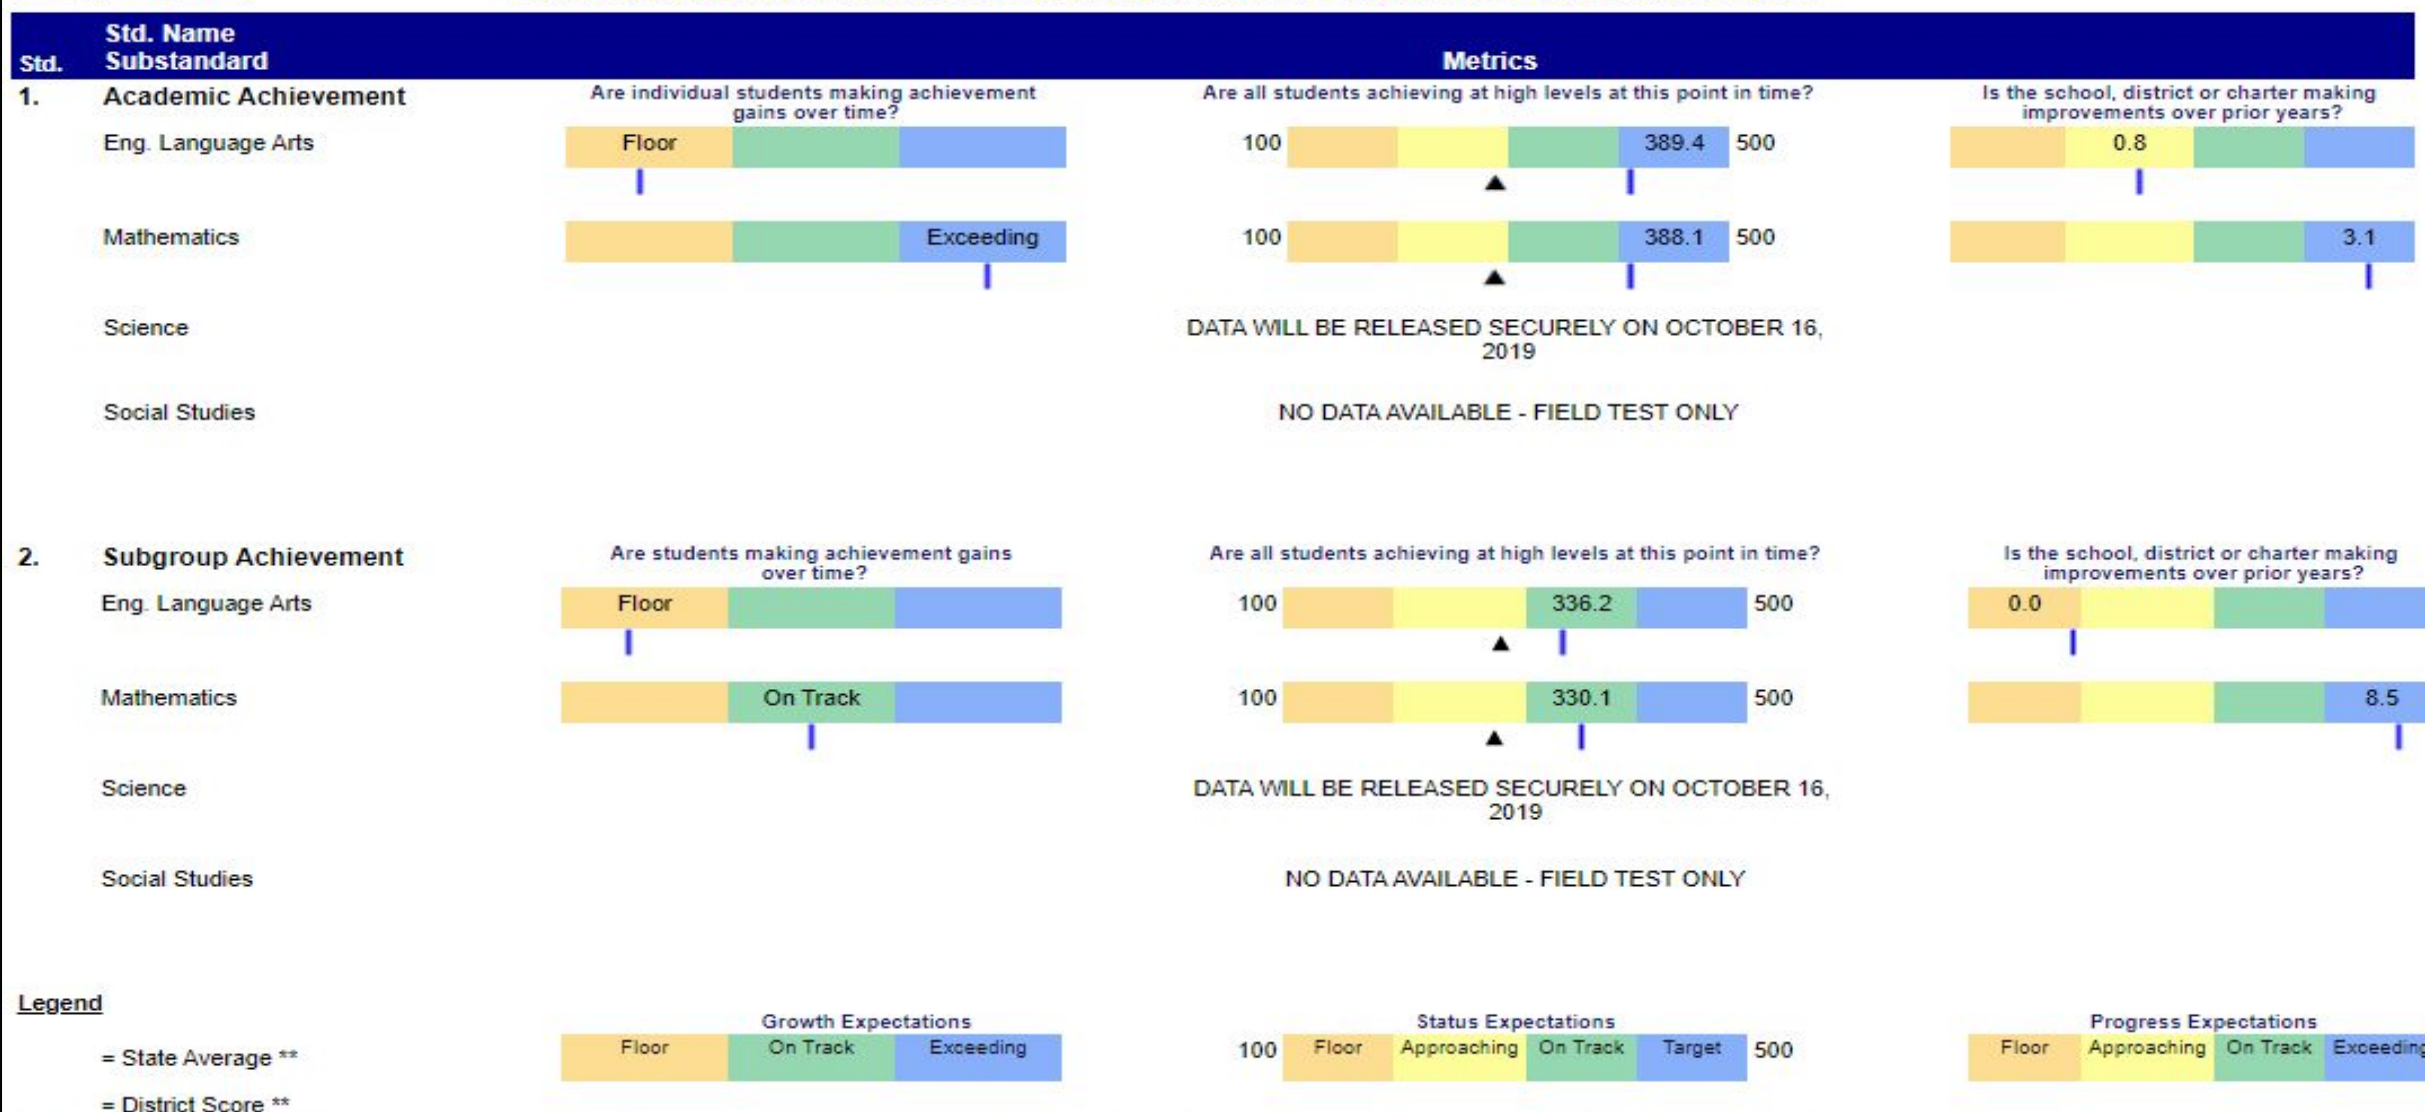 Std. Name
Std. Substandard Metrics
1. Academic Achievement
Are individual students making achievement
gains over time?
Are all students achieving at high levels at this point in time?
Is the school, district or charter making
improvements over prior years?
Eng. Language Arts Floor 100 389.4 500 0.8
Mathematics Exceeding 100 388.1 500 3.1
Science DATA WILL BE RELEASED SECURELY ON OCTOBER 16,
2019
Social Studies NO DATA AVAILABLE - FIELD TEST ONLY
2. Subgroup Achievement
Are students making achievement gains
over time?
Are all students achieving at high levels at this point in time?
Is the school, district or charter making
improvements over prior years?
Eng. Language Arts Floor 100 336.2 500 0.0
Mathematics On Track 100 330.1 500 8.5
Science DATA WILL BE RELEASED SECURELY ON OCTOBER 16,
2019
Social Studies NO DATA AVAILABLE - FIELD TEST ONLY
Legend
Growth Expectations Status Expectations Progress Expectations
= State Average ** Floor On Track Exceeding 100 Floor Approaching On Track Target 500 Floor Approaching On Track Exceeding
= District Score **